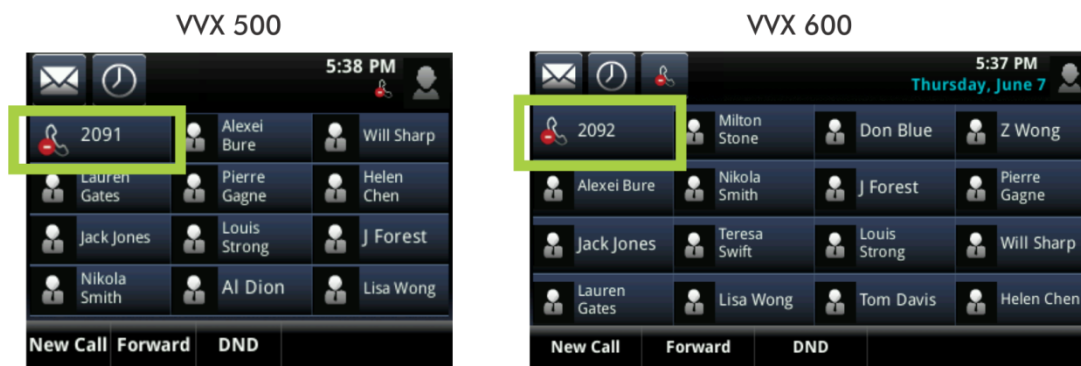 VVX 500
5:38 PM
2091
Alexei
Bure
Will Sharp
Lauren
Gates
Pierre
Gagne
Helen
Chen
Jack Jones
Louis
Strong
J Forest
Nikola
Smith
Al Dion
Lisa Wong
New Call Forward DND
VVX 600
5:37 PM
Thursday, June 7
2092
Milton
Stone
Don Blue
Z Wong
Alexei Bure
Nikola
Smith
J Forest
Pierre
Gagne
Jack Jones
Teresa
Swift
Louis
Strong
Will Sharp
Lauren
Gates
Lisa Wong
Tom Davis
Helen Chen
New Call Forward DND